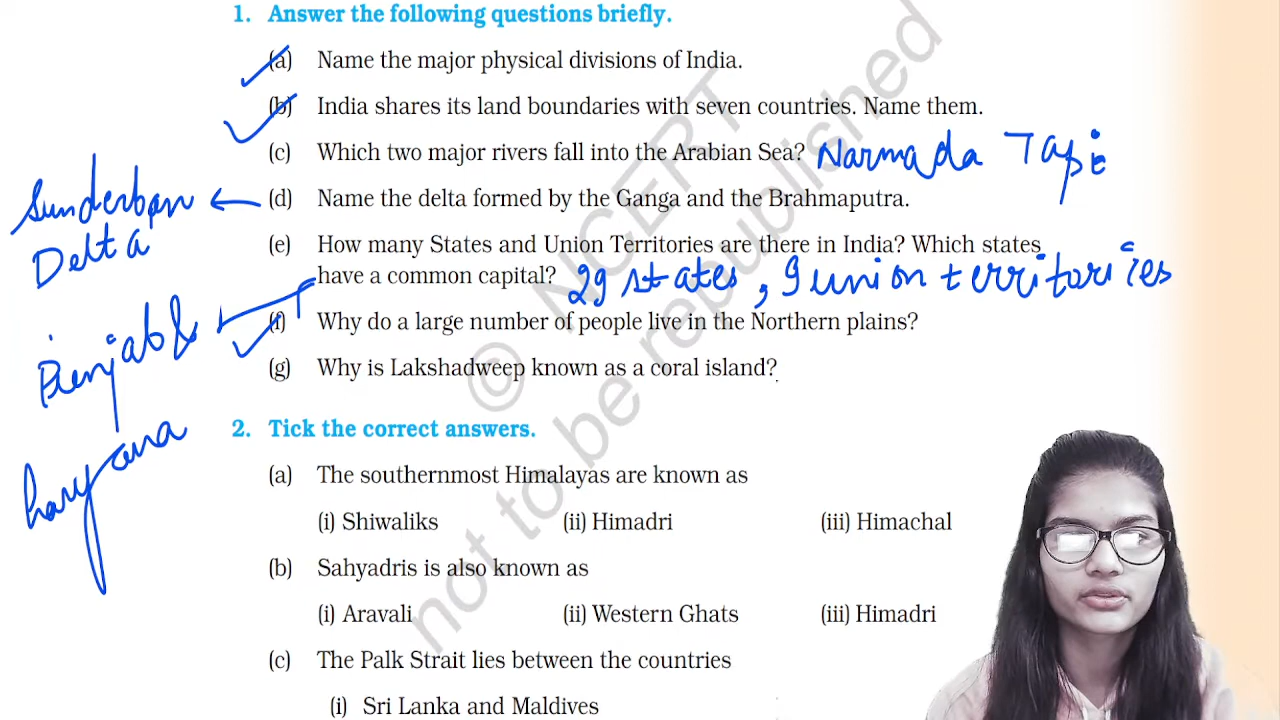 1. Answer the following questions briefly.
(a) Name the major physical divisions of India.
(b) India shares its land boundaries with seven countries. Name them.
(c) Which two major rivers fall into the Arabian Sea? Narmada Tapi
Sunderban (d) Name the delta formed by the Ganga and the Brahmaputra.
Delta
(e) How many States and Union Territories are there in India? Which states
have a common capital? 29 states, 9 union territories
Punjab &
(f) Why do a large number of people live in the Northern plains?
(g) Why is Lakshadweep known as a coral island?
haryana
2. Tick the correct answers.
(a) The southernmost Himalayas are known as
(i) Shiwaliks (ii) Himadri (iii) Himachal
(b) Sahyadris is also known as
(i) Aravali (ii) Western Ghats (iii) Himadri
(c) The Palk Strait lies between the countries
(i) Sri Lanka and Maldives
© NCERT
not to be republished